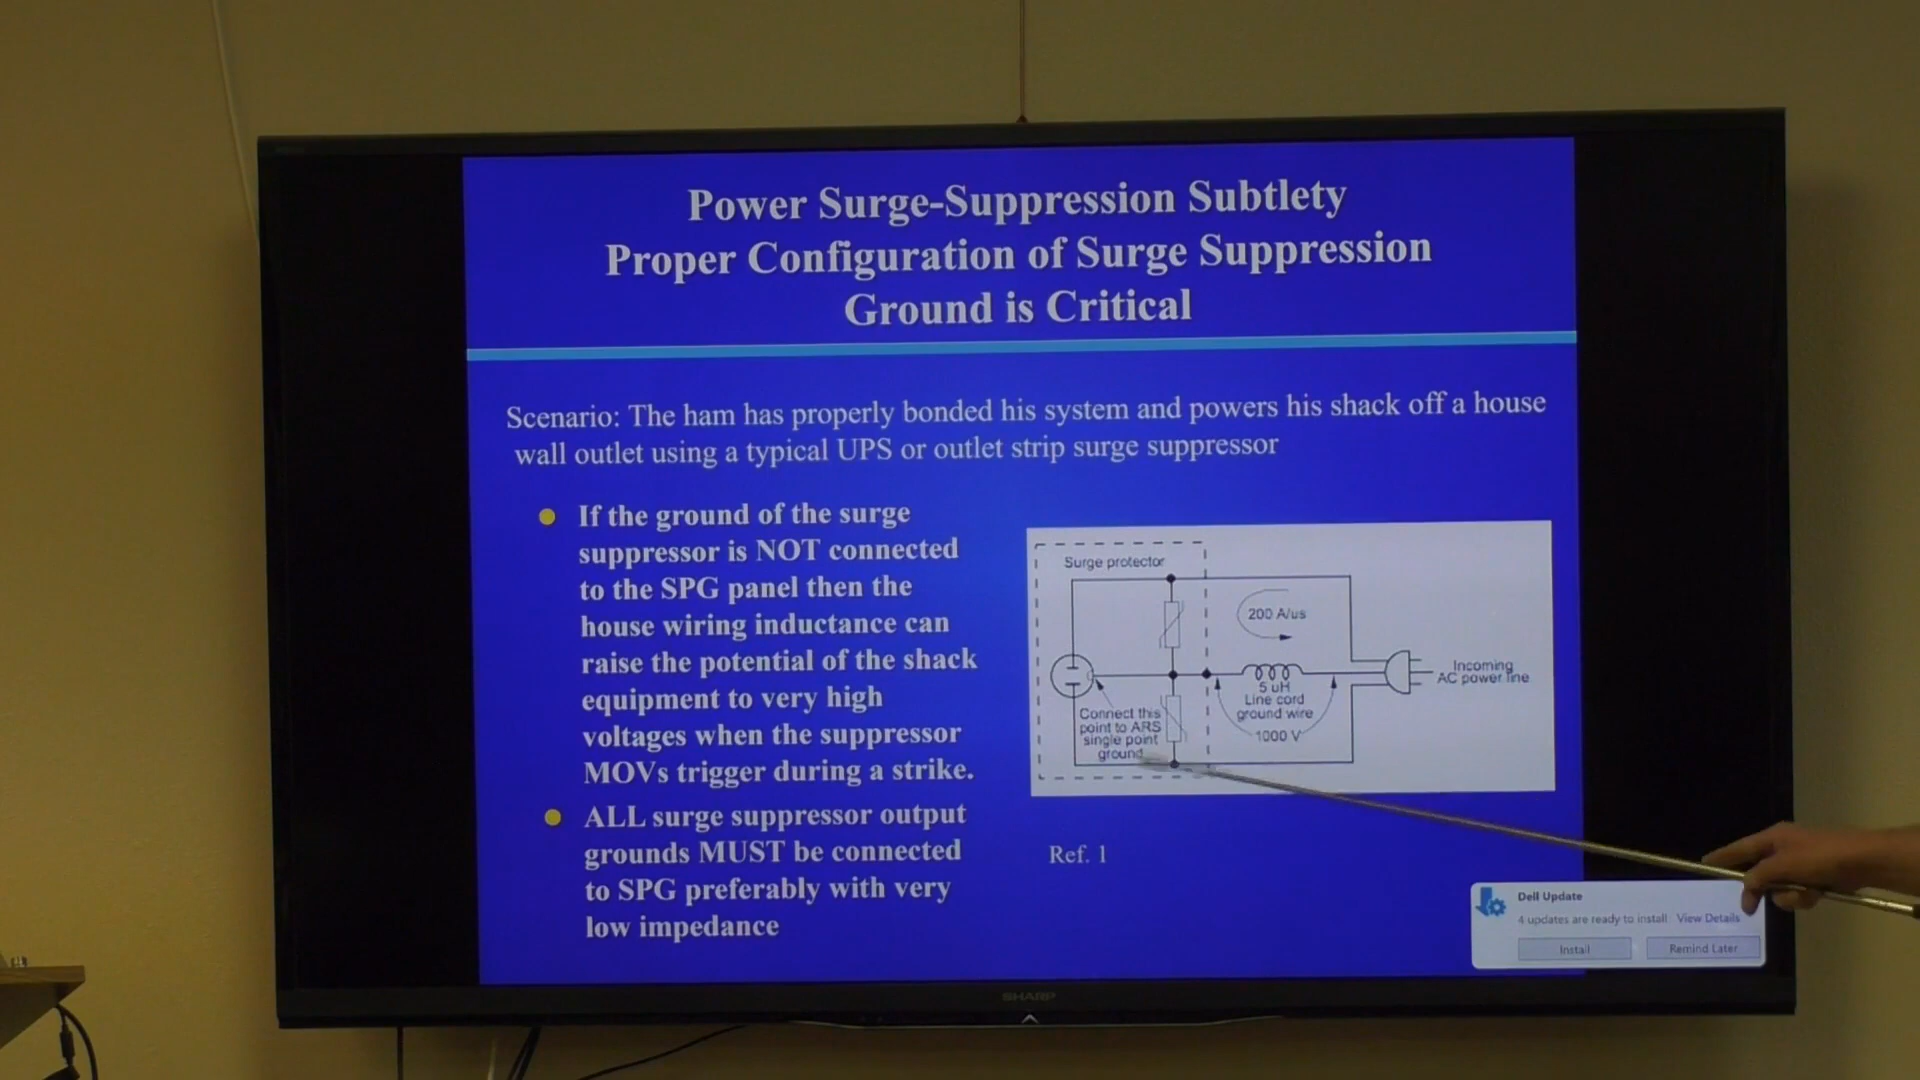 Power Surge-Suppression Subtlety
Proper Configuration of Surge Suppression
Ground is Critical
Scenario: The ham has properly bonded his system and powers his shack off a house
wall outlet using a typical UPS or outlet strip surge suppressor
If the ground of the surge
suppressor is NOT connected
to the SPG panel then the
house wiring inductance can
raise the potential of the shack
equipment to very high
voltages when the suppressor
MOVs trigger during a strike.
ALL surge suppressor output
grounds MUST be connected
to SPG preferably with very
low impedance
Surge protector
200 A/us
Incoming
AC power line
5 uH
Line cord
ground wire
1000 V
Connect this
point to ARS
single point
ground
Ref. 1
Dell Update
4 updates are ready to install View Details
Install
Remind Later
SHARP